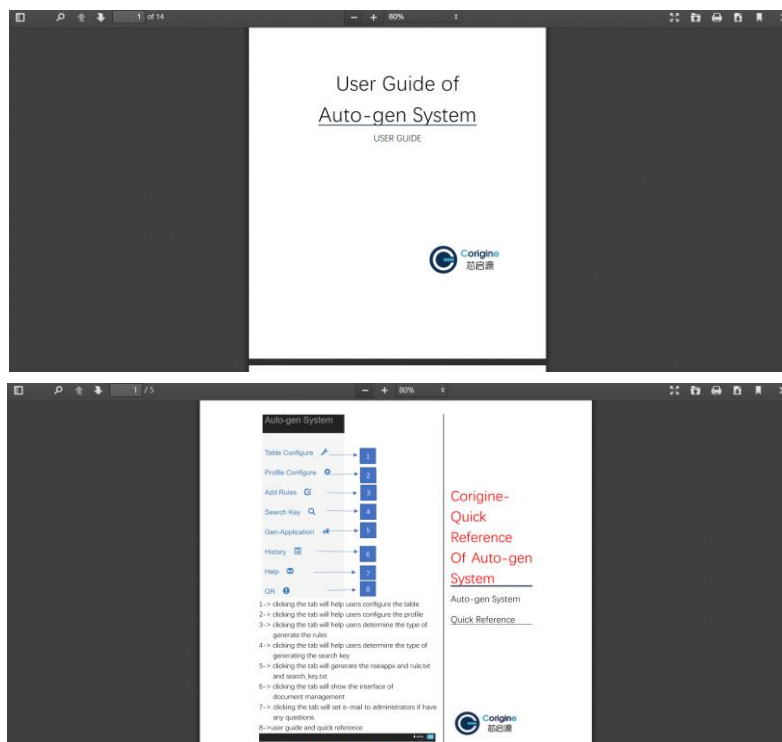 1 of 14
60%
User Guide of
Auto-gen System
USER GUIDE
Corigine
芯启源
1 / 5
80%
Auto-gen System
Table Configure
1
Profile Configure
2
Add Rules
3
Search Key
4
Gen-Application
5
History
6
Help
7
QR
8
1-> clicking the tab will help users configure the table
2-> clicking the tab will help users configure the profile
3-> clicking the tab will help users determine the type of
generate the rules
4-> clicking the tab will help users determine the type of
generating the search key
5-> clicking the tab will generate the nseappx and rule.txt
and search_key.txt
6-> clicking the tab will show the interface of
document management
7-> clicking the tab will set e-mail to administrators if have
any questions.
8->user guide and quick reference
Corigine-
Quick
Reference
Of Auto-gen
System
Auto-gen System
Quick Reference
Corigine
芯启源